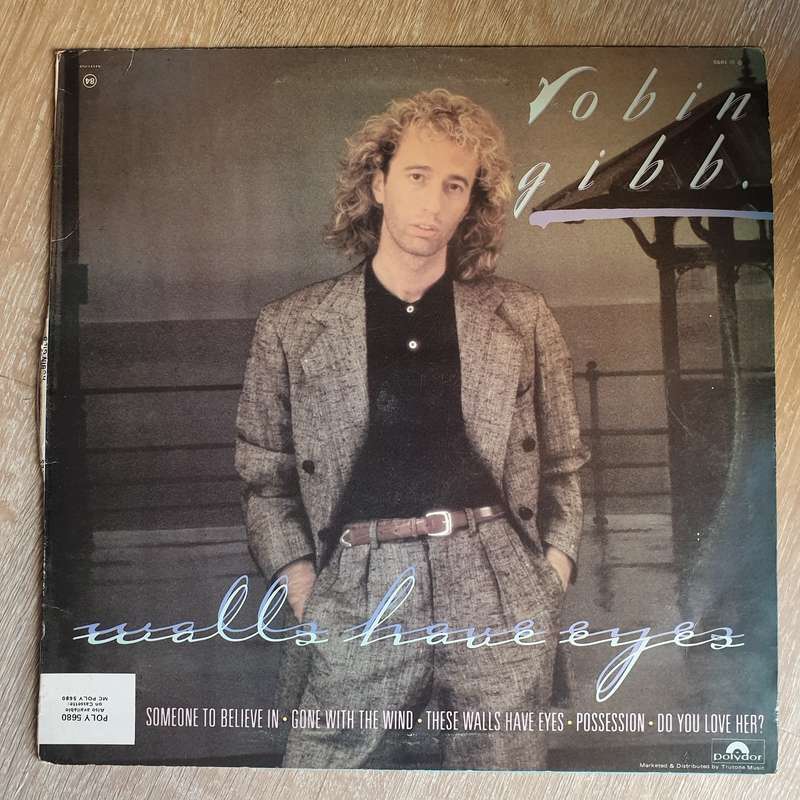 robin
gibb.
84
walls have eyes
POLY 5680
Also available
on Cassette:
MC POLY 5680
SOMEONE TO BELIEVE IN • GONE WITH THE WIND • THESE WALLS HAVE EYES • POSSESSION • DO YOU LOVE HER?
polydor
Marketed & Distributed by Trutone Music